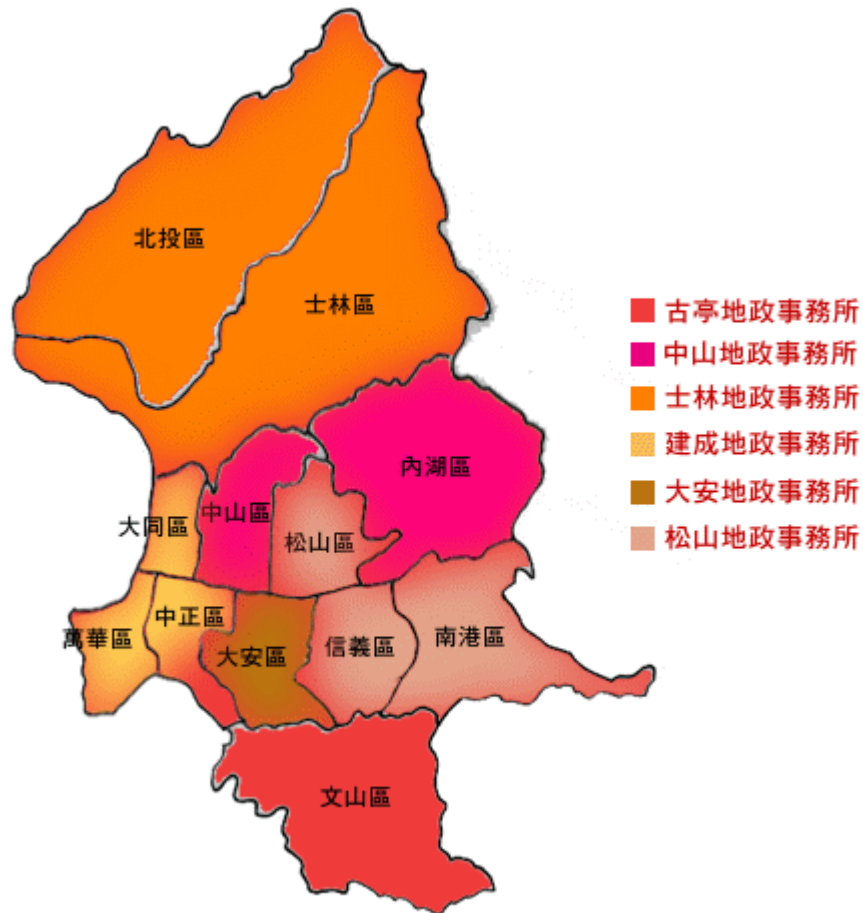 北投區
士林區
內湖區
中山區
大同區
松山區
中正區
萬華區
大安區
信義區
南港區
文山區
古亭地政事務所
中山地政事務所
士林地政事務所
建成地政事務所
大安地政事務所
松山地政事務所